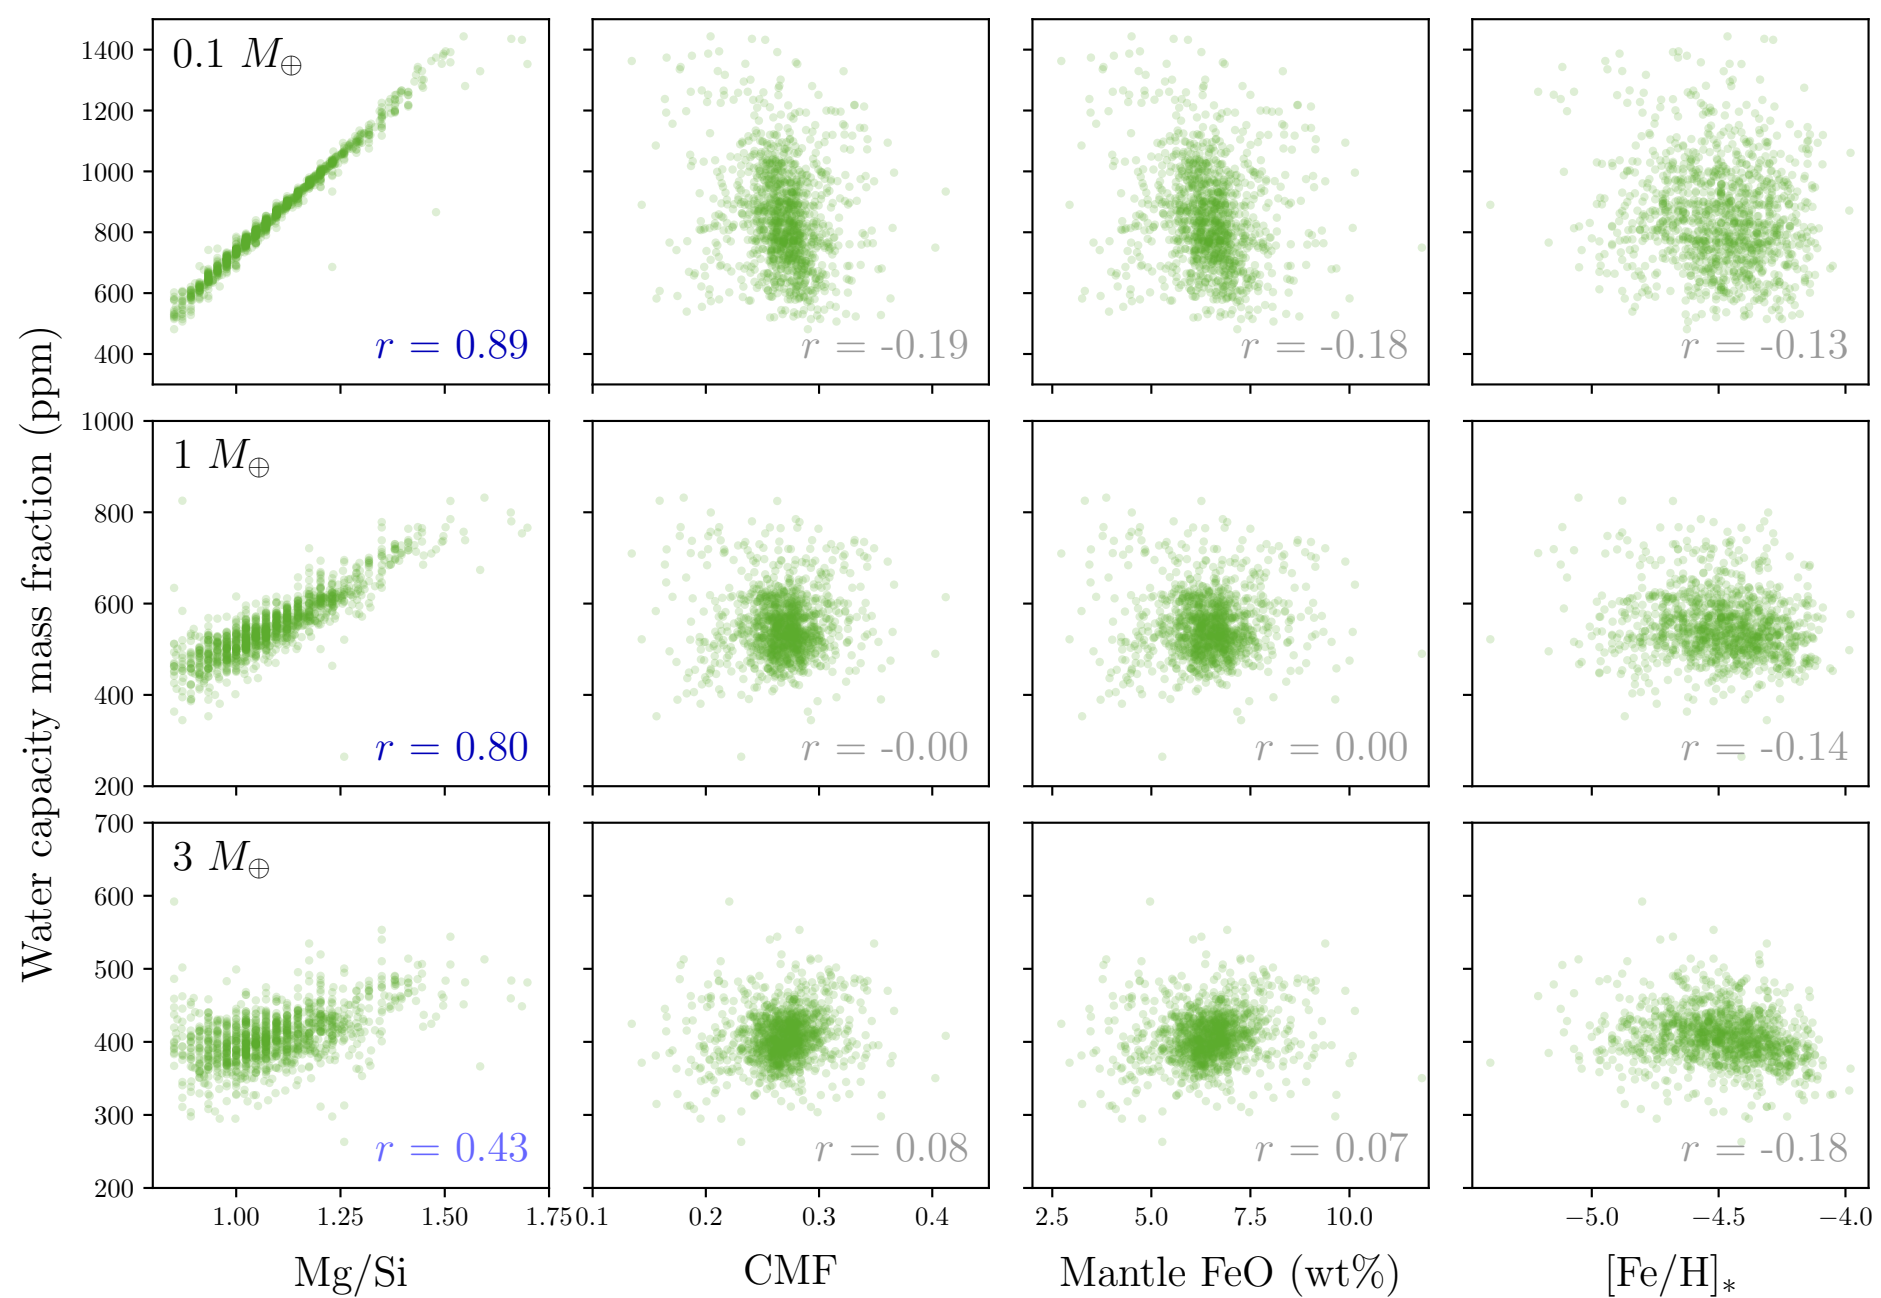 Water capacity mass fraction (ppm)
1400
1200
1000
800
600
400
0.1 M⊕
r = 0.89
r = -0.19
r = -0.18
r = -0.13
1000
800
600
400
200
1 M⊕
r = 0.80
r = -0.00
r = 0.00
r = -0.14
700
600
500
400
300
200
3 M⊕
r = 0.43
r = 0.08
r = 0.07
r = -0.18
1.00 1.25 1.50 1.75
0.1 0.2 0.3 0.4
2.5 5.0 7.5 10.0
−5.0 −4.5 −4.0
Mg/Si
CMF
Mantle FeO (wt%)
[Fe/H]*